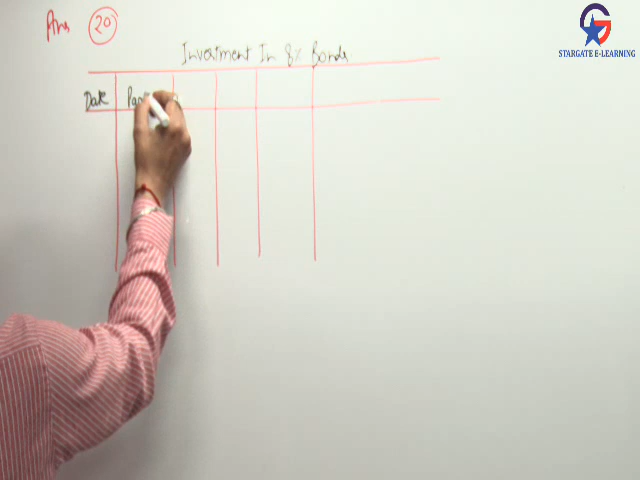 Ans 20
STARGATE E-LEARNING
Investment In 8% Bonds
Date